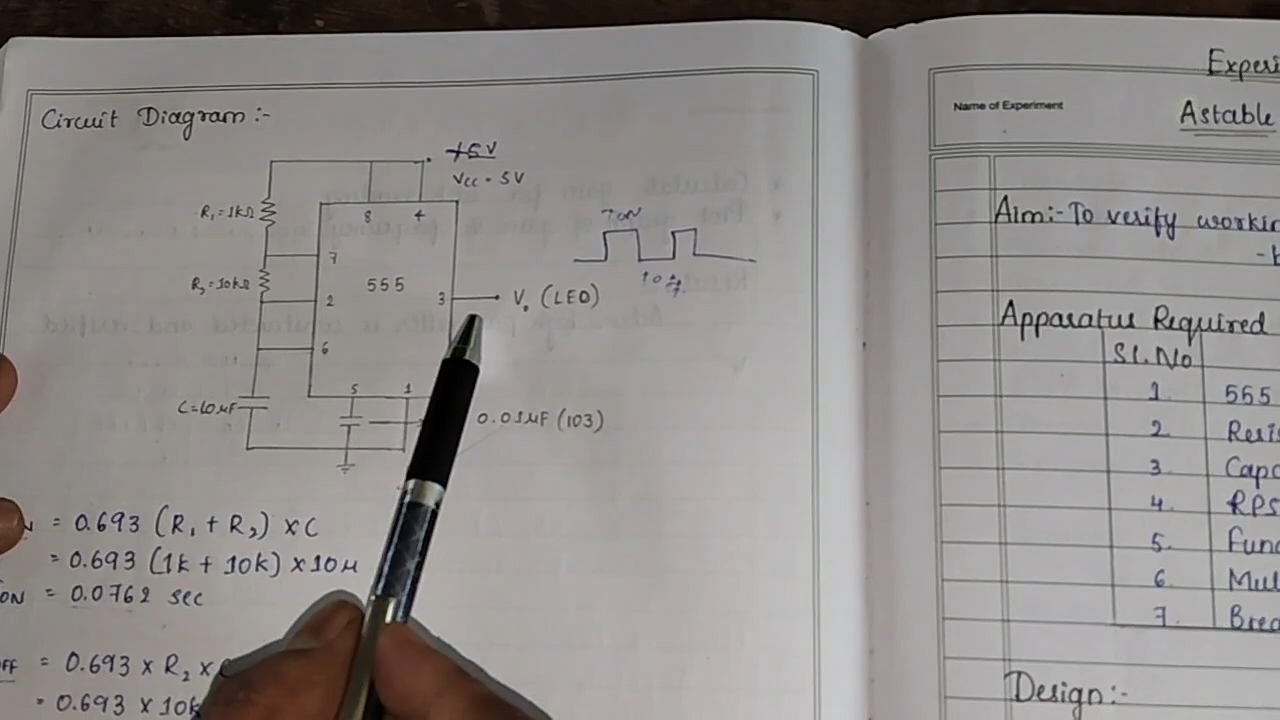 Circuit Diagram:-
+5V
Vcc = 5V
R₁=1kΩ
8 4
7
R₂=10kΩ
555
2
3
V₀ (LED)
6
TON
Toff
5 1
C=10µF
0.01µF (103)
= 0.693 (R₁ + R₂) × C
= 0.693 (1k + 10k) × 10µ
ON = 0.0762 sec
OFF = 0.693 × R₂ ×
= 0.693 × 10k
Experi
Name of Experiment
Astable
Aim:- To verify workin
Apparatus Required
Sl.No
1 555
2 Resi
3 Capa
4. RPS
5. Func
6 Mul
7. Brea
Design:-